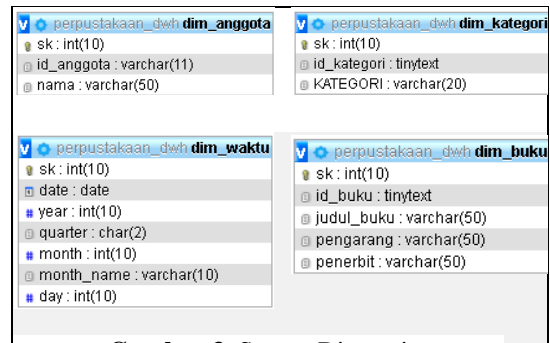 perpustakaan_dwh dim_anggota
sk : int(10)
id_anggota : varchar(11)
nama : varchar(50)
perpustakaan_dwh dim_kategori
sk : int(10)
id_kategori : tinytext
KATEGORI : varchar(20)
perpustakaan_dwh dim_waktu
sk : int(10)
date : date
year : int(10)
quarter : char(2)
month : int(10)
month_name : varchar(10)
day : int(10)
perpustakaan_dwh dim_buku
sk : int(10)
id_buku : tinytext
judul_buku : varchar(50)
pengarang : varchar(50)
penerbit : varchar(50)